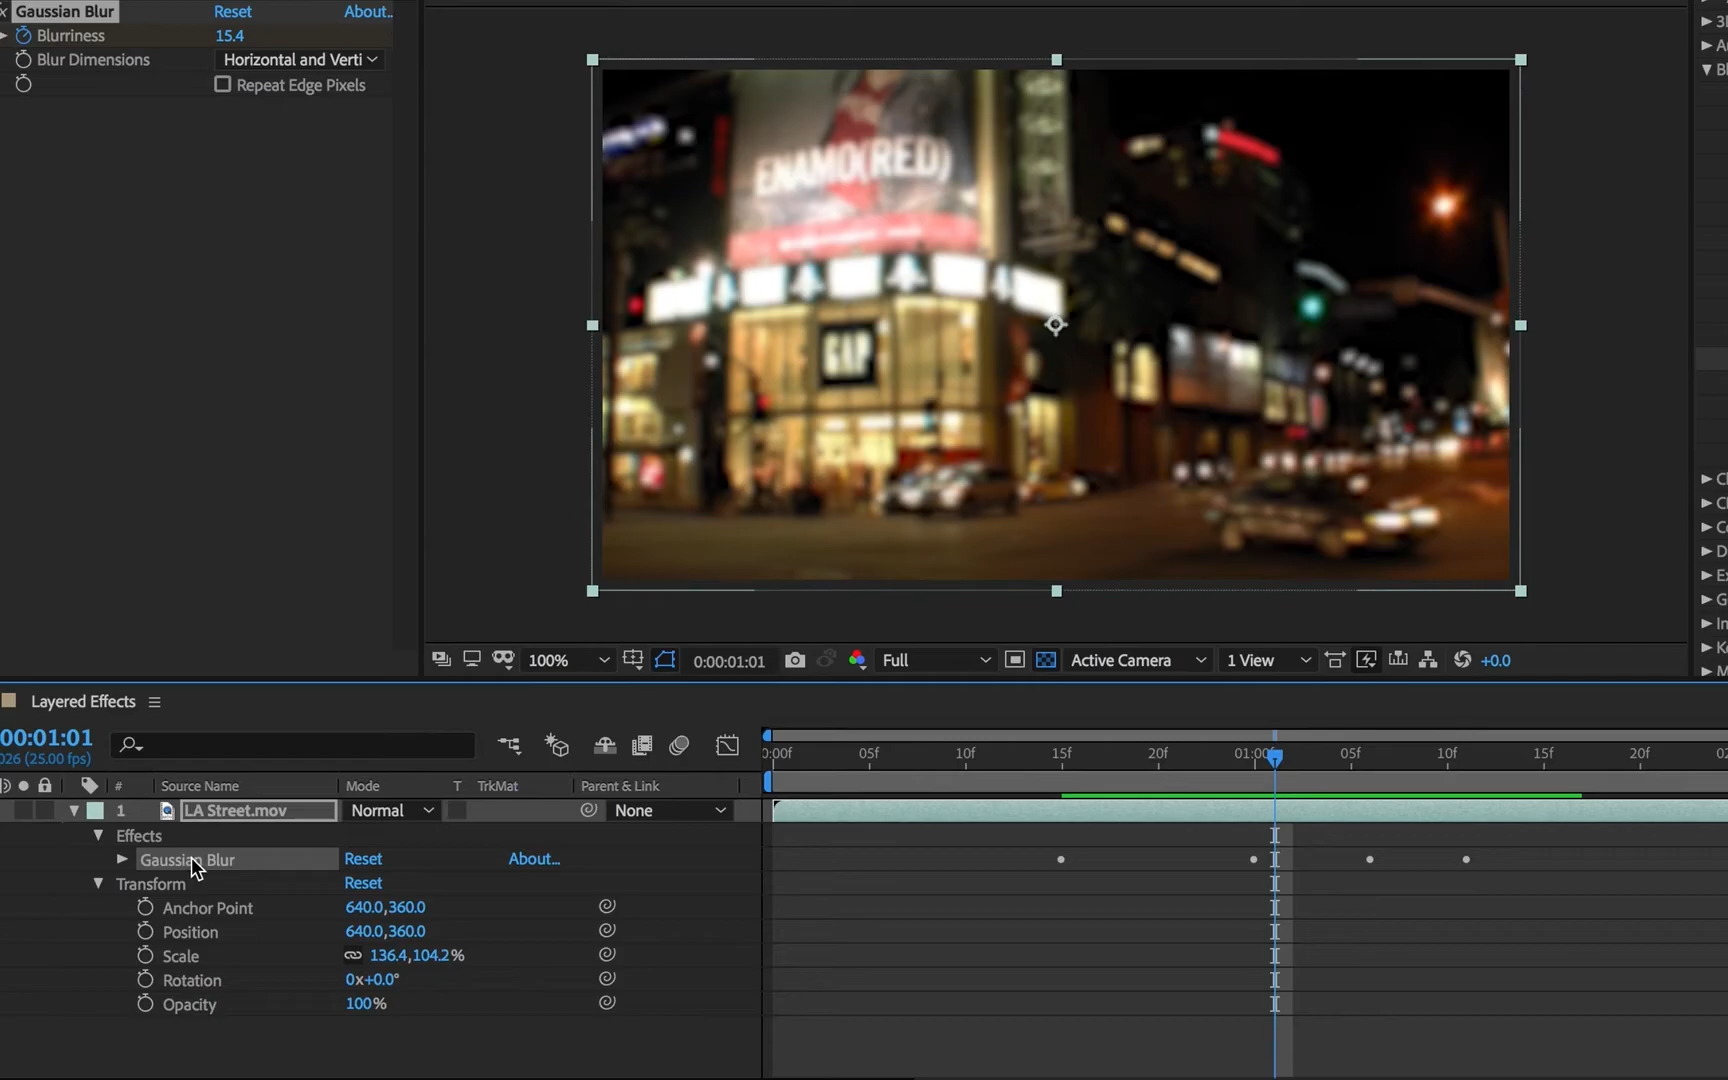 Gaussian Blur Reset About..
Blurriness 15.4
Blur Dimensions Horizontal and Verti
Repeat Edge Pixels
ENAMO(RED)
GAP
100% 0:00:01:01 Full Active Camera 1 View +0.0
Layered Effects
00:01:01
026 (25.00 fps)
0:00f 05f 10f 15f 20f 01:00f 05f 10f 15f 20f 02
# Source Name Mode T TrkMat Parent & Link
1 LA Street.mov Normal None
Effects
Gaussian Blur Reset About...
Transform Reset
Anchor Point 640.0,360.0
Position 640.0,360.0
Scale 136.4,104.2%
Rotation 0x+0.0°
Opacity 100%